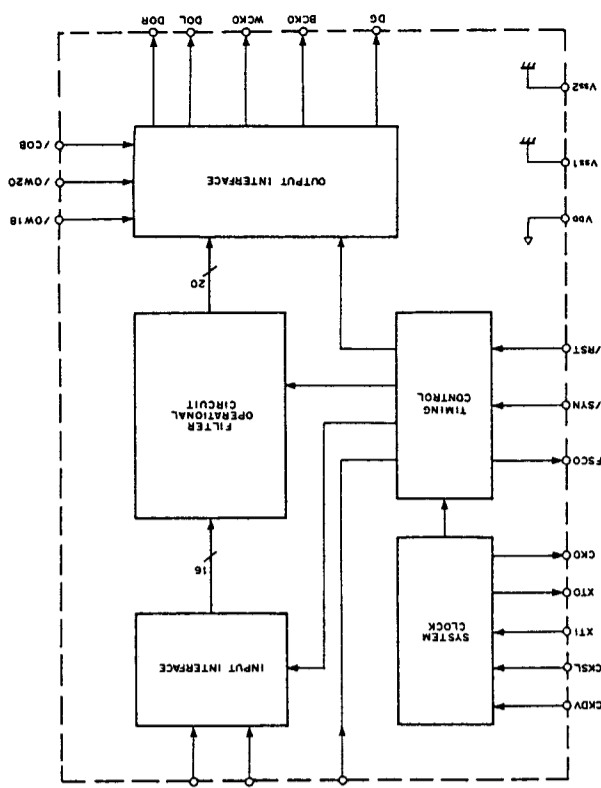 INPUT INTERFACE
CKDV
CKSL
XTI
XTO
CKO
SYSTEM
CLOCK
16
FSCO
/SYN
/RST
TIMING
CONTROL
FILTER
OPERATIONAL
CIRCUIT
20
VDD
Vss1
Vss2
OUTPUT INTERFACE
/OW18
/OW20
/COB
DG
BCKO
WCKO
DOL
DOR